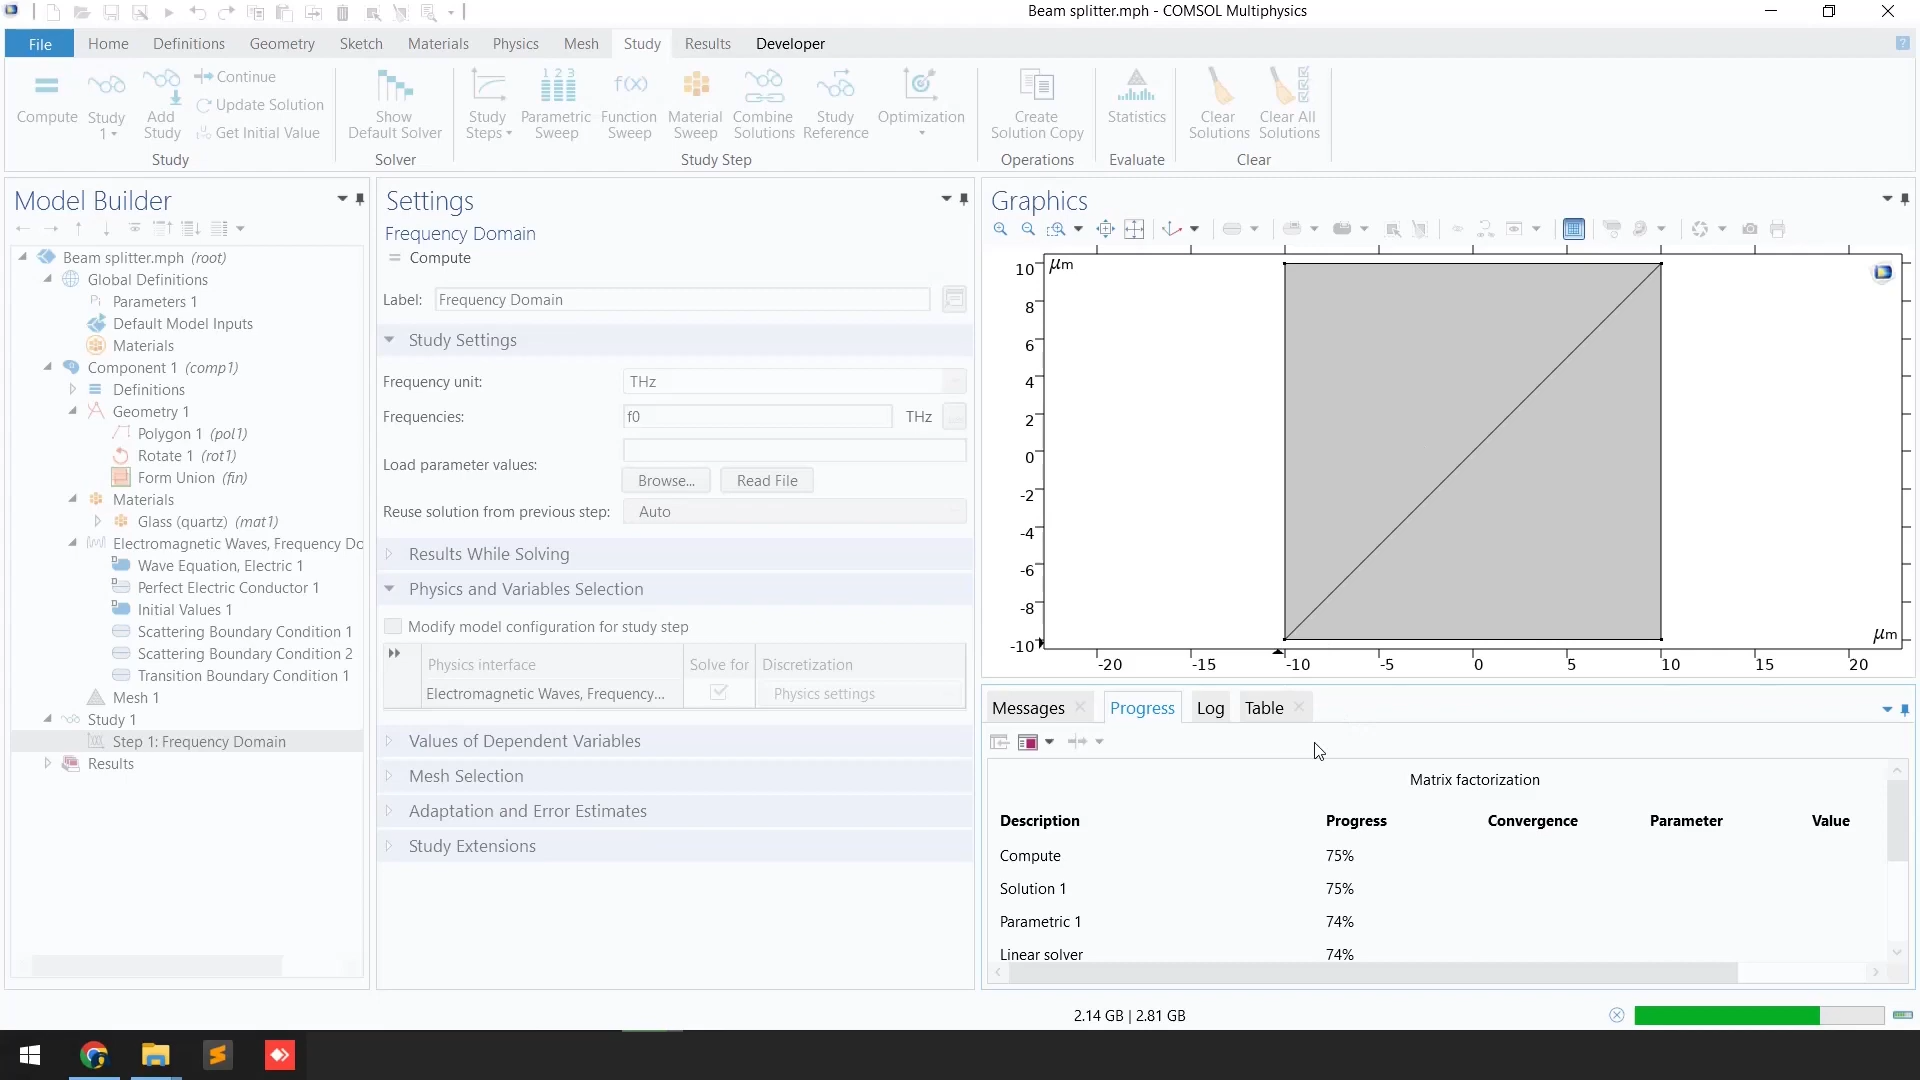 Beam splitter.mph - COMSOL Multiphysics
File
Home
Definitions
Geometry
Sketch
Materials
Physics
Mesh
Study
Results
Developer
Compute
Study
1
Add
Study
Continue
Update Solution
Get Initial Value
Study
Show
Default Solver
Solver
Study
Steps
1 2 3
Parametric
Sweep
f(x)
Function
Sweep
Material
Sweep
Combine
Solutions
Study
Reference
Optimization
Study Step
Create
Solution Copy
Operations
Statistics
Evaluate
Clear
Solutions
Clear All
Solutions
Clear
Model Builder
Beam splitter.mph (root)
Global Definitions
Pi Parameters 1
Default Model Inputs
Materials
Component 1 (comp1)
Definitions
Geometry 1
Polygon 1 (pol1)
Rotate 1 (rot1)
Form Union (fin)
Materials
Glass (quartz) (mat1)
Electromagnetic Waves, Frequency Do
Wave Equation, Electric 1
Perfect Electric Conductor 1
Initial Values 1
Scattering Boundary Condition 1
Scattering Boundary Condition 2
Transition Boundary Condition 1
Mesh 1
Study 1
Step 1: Frequency Domain
Results
Settings
Frequency Domain
= Compute
Label: Frequency Domain
Study Settings
Frequency unit: THz
Frequencies: f0 THz
Load parameter values:
Browse... Read File
Reuse solution from previous step: Auto
Results While Solving
Physics and Variables Selection
Modify model configuration for study step
Physics interface Solve for Discretization
Electromagnetic Waves, Frequency... Physics settings
Values of Dependent Variables
Mesh Selection
Adaptation and Error Estimates
Study Extensions
Graphics
10 µm
8
6
4
2
0
-2
-4
-6
-8
-10 µm
-20 -15 -10 -5 0 5 10 15 20
Messages
Progress
Log
Table
Matrix factorization
Description Progress Convergence Parameter Value
Compute 75%
Solution 1 75%
Parametric 1 74%
Linear solver 74%
2.14 GB | 2.81 GB